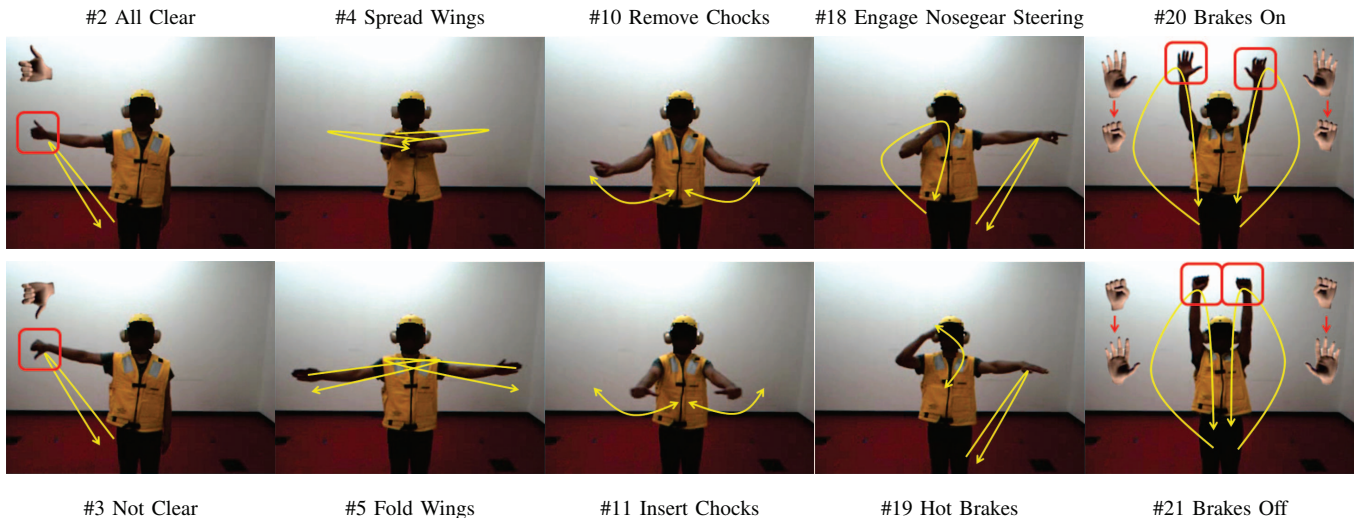 #2 All Clear
#4 Spread Wings
#10 Remove Chocks
#18 Engage Nosegear Steering
#20 Brakes On
#3 Not Clear
#5 Fold Wings
#11 Insert Chocks
#19 Hot Brakes
#21 Brakes Off